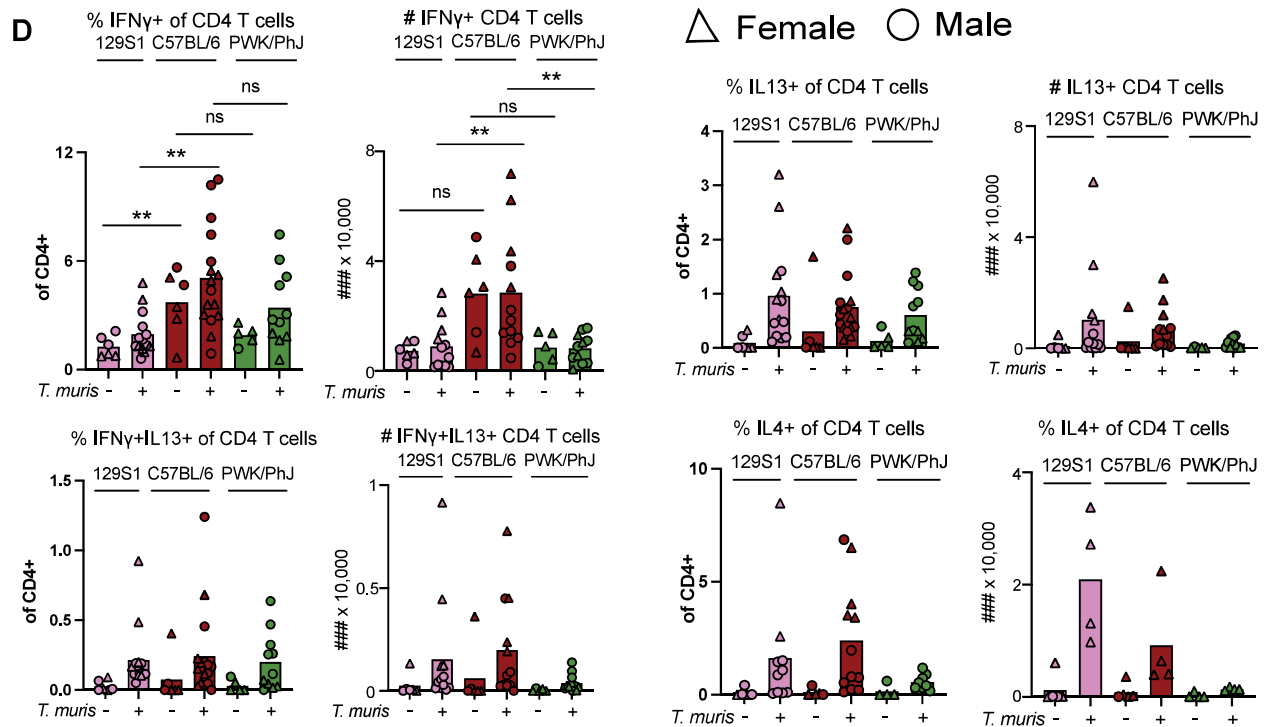 D
% IFNγ+ of CD4 T cells
129S1 C57BL/6 PWK/PhJ
ns
ns
**
**
12
6
0
of CD4+
T. muris - + - + - +
# IFNγ+ CD4 T cells
129S1 C57BL/6 PWK/PhJ
**
ns
**
ns
8
4
0
### x 10,000
T. muris - + - + - +
△ Female ○ Male
% IL13+ of CD4 T cells
129S1 C57BL/6 PWK/PhJ
4
3
2
1
0
of CD4+
T. muris - + - + - +
# IL13+ CD4 T cells
129S1 C57BL/6 PWK/PhJ
8
4
0
### x 10,000
T. muris - + - + - +
% IFNγ+IL13+ of CD4 T cells
129S1 C57BL/6 PWK/PhJ
1.5
1.0
0.5
0.0
of CD4+
T. muris - + - + - +
# IFNγ+IL13+ CD4 T cells
129S1 C57BL/6 PWK/PhJ
1
0.5
0
### x 10,000
T. muris - + - + - +
% IL4+ of CD4 T cells
129S1 C57BL/6 PWK/PhJ
10
5
0
of CD4+
T. muris - + - + - +
% IL4+ of CD4 T cells
129S1 C57BL/6 PWK/PhJ
4
2
0
### x 10,000
T. muris - + - + - +